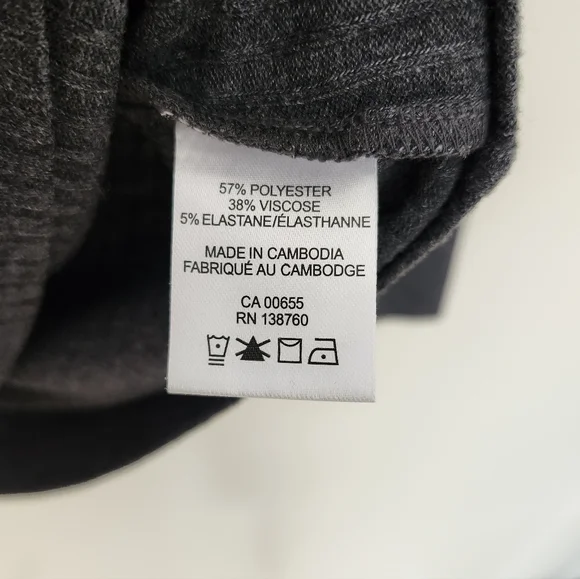 57% POLYESTER
38% VISCOSE
5% ELASTANE/ÉLASTHANNE
MADE IN CAMBODIA
FABRIQUÉ AU CAMBODGE
CA 00655
RN 138760